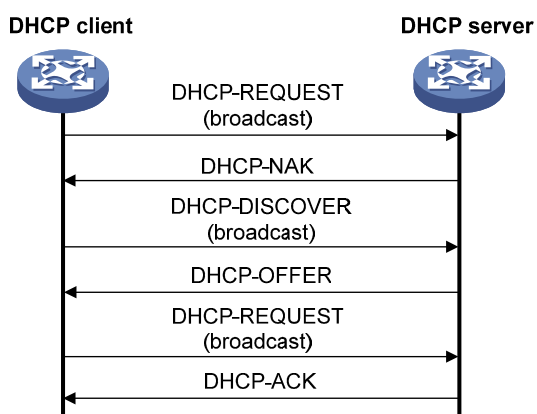 DHCP client
DHCP server
DHCP-REQUEST
(broadcast)
DHCP-NAK
DHCP-DISCOVER
(broadcast)
DHCP-OFFER
DHCP-REQUEST
(broadcast)
DHCP-ACK